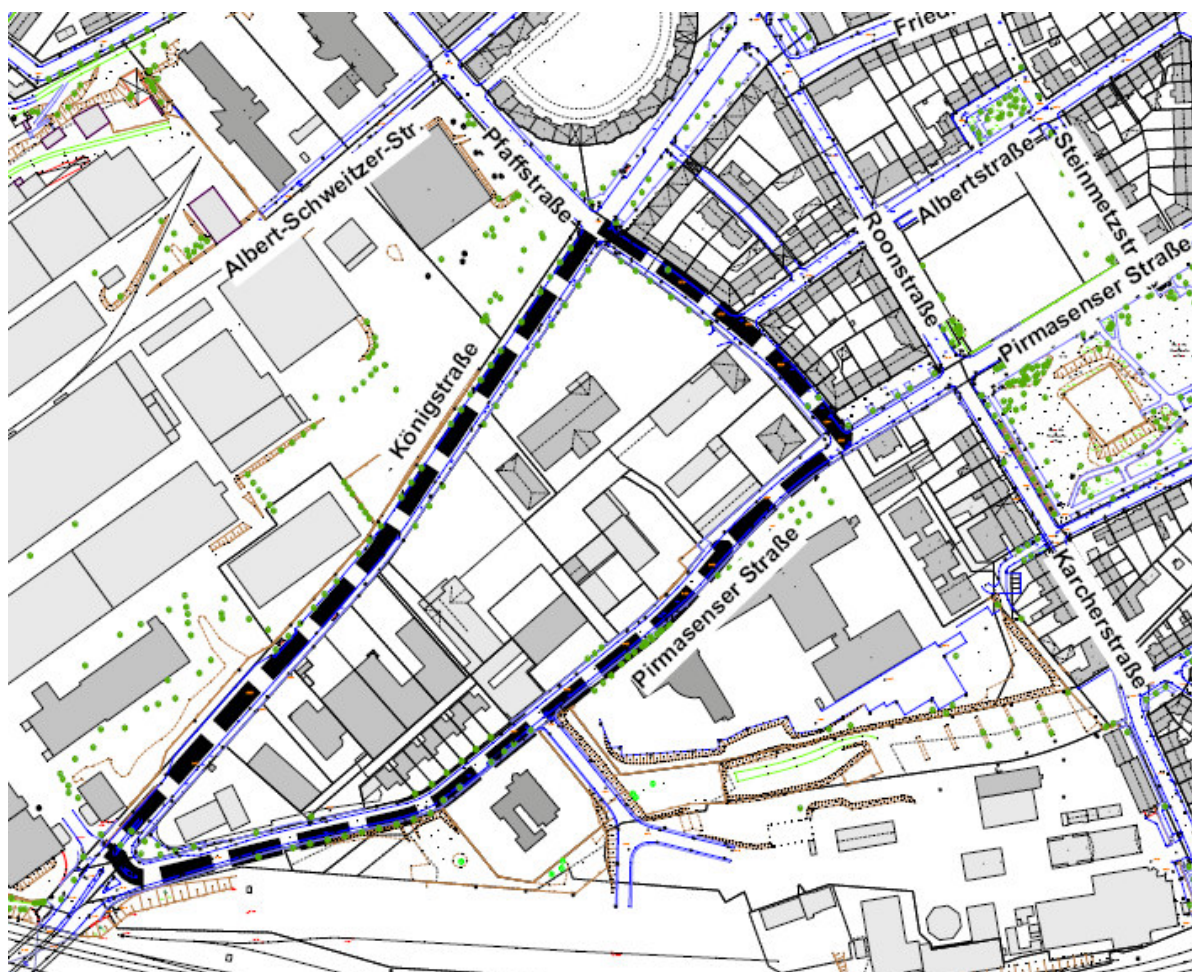 Friedr
Albert-Schweitzer-Str.
Pfaffstraße
Steinmetzstr.
Albertstraße
Roonstraße
Pirmasenser Straße
Königstraße
Pirmasenser Straße
Karcherstraße